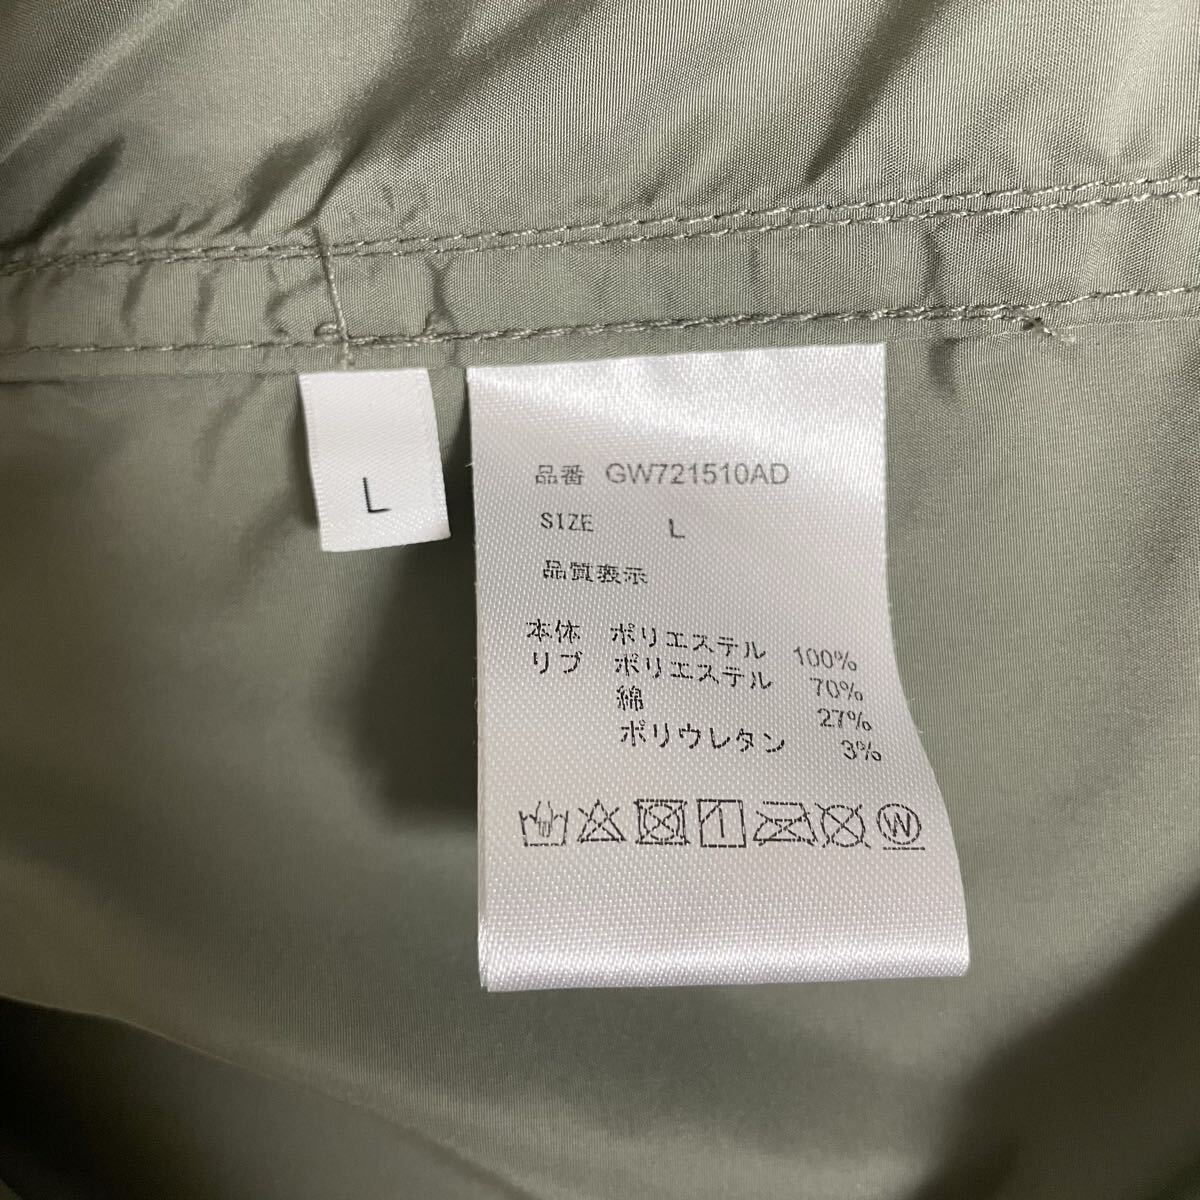 L
品番 GW721510AD
SIZE L
品質表示
本体 ポリエステル 100%
リブ ポリエステル 70%
綿 27%
ポリウレタン 3%
W